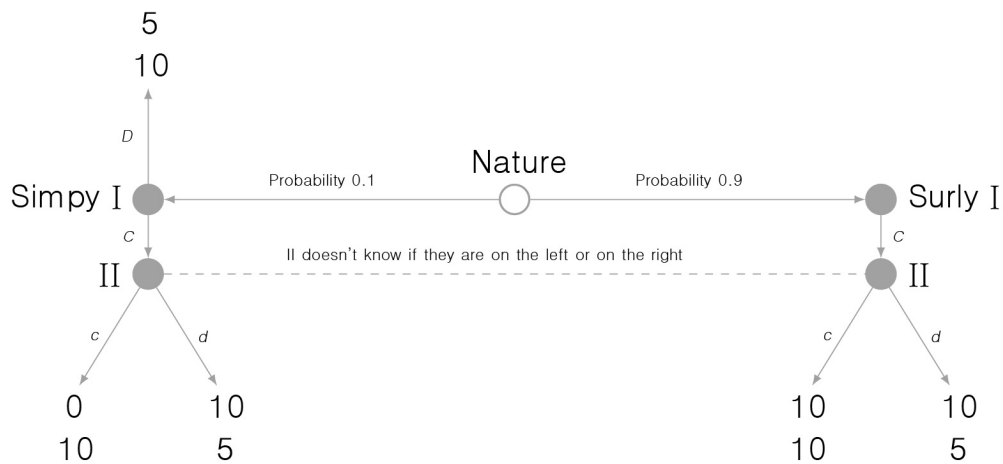 5
10
D
Nature
Probability 0.1
Probability 0.9
Simpy I
Surly I
C
C
II doesn't know if they are on the left or on the right
II
II
c
d
c
d
0
10
10
10
10
5
10
5